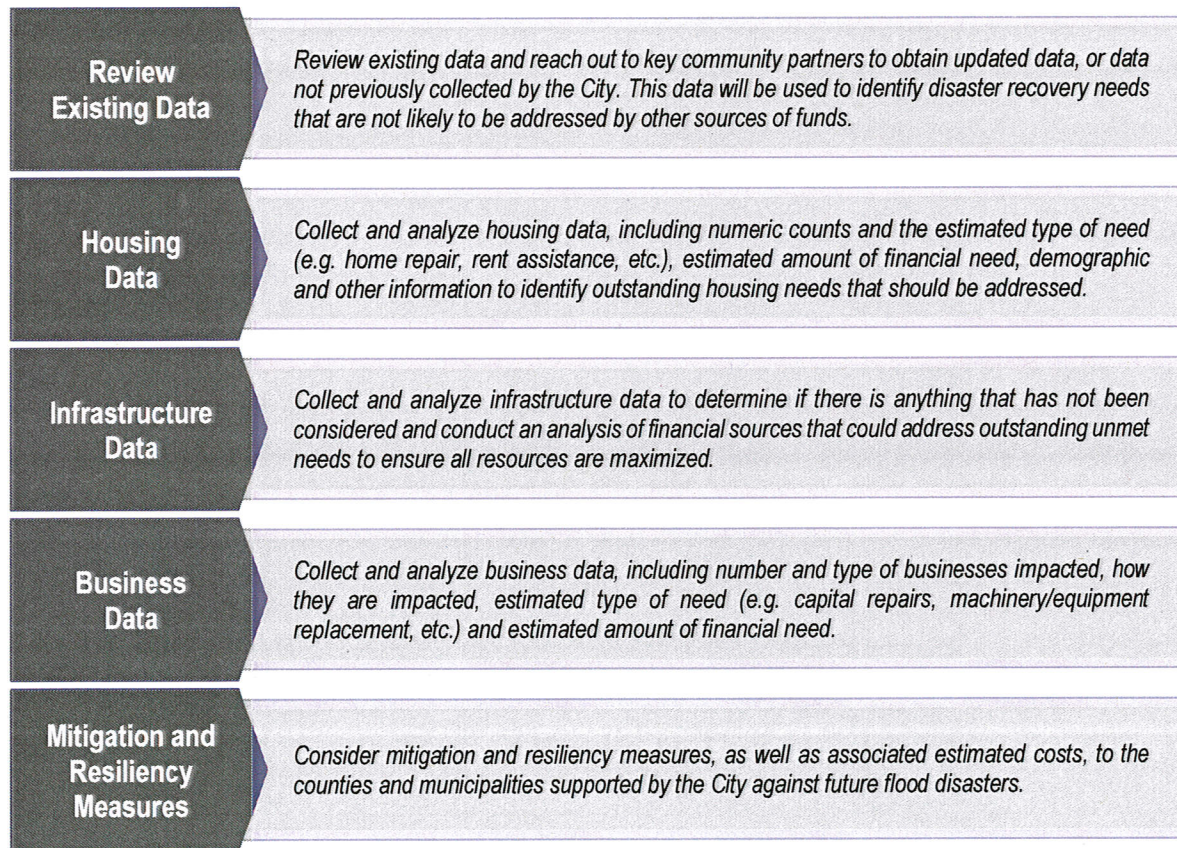 Review
Existing Data
Review existing data and reach out to key community partners to obtain updated data, or data
not previously collected by the City. This data will be used to identify disaster recovery needs
that are not likely to be addressed by other sources of funds.
Housing
Data
Collect and analyze housing data, including numeric counts and the estimated type of need
(e.g. home repair, rent assistance, etc.), estimated amount of financial need, demographic
and other information to identify outstanding housing needs that should be addressed.
Infrastructure
Data
Collect and analyze infrastructure data to determine if there is anything that has not been
considered and conduct an analysis of financial sources that could address outstanding unmet
needs to ensure all resources are maximized.
Business
Data
Collect and analyze business data, including number and type of businesses impacted, how
they are impacted, estimated type of need (e.g. capital repairs, machinery/equipment
replacement, etc.) and estimated amount of financial need.
Mitigation and
Resiliency
Measures
Consider mitigation and resiliency measures, as well as associated estimated costs, to the
counties and municipalities supported by the City against future flood disasters.